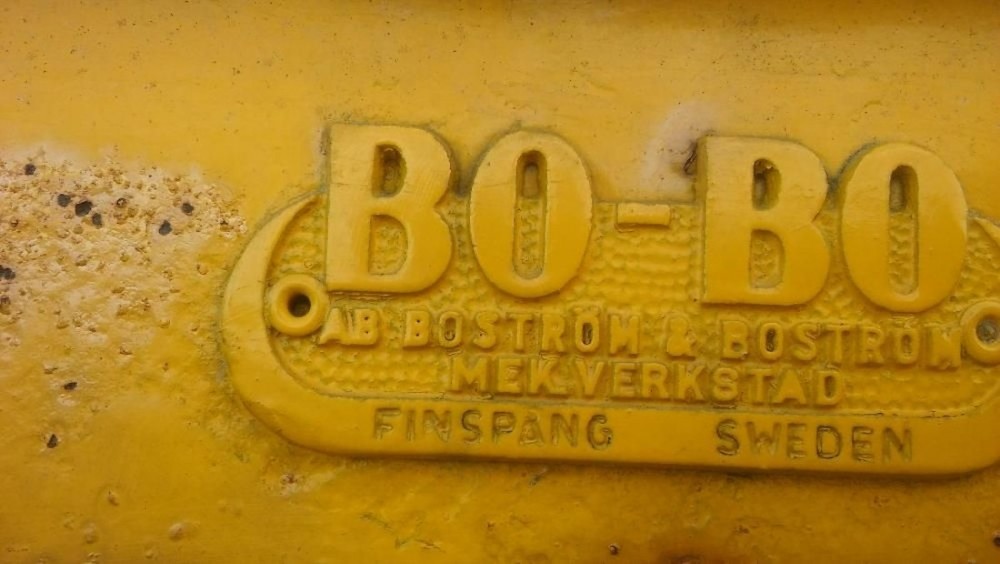 BO-BO
AB BOSTRÖM & BOSTRÖM
MEK.VERKSTAD
FINSPÅNG SWEDEN